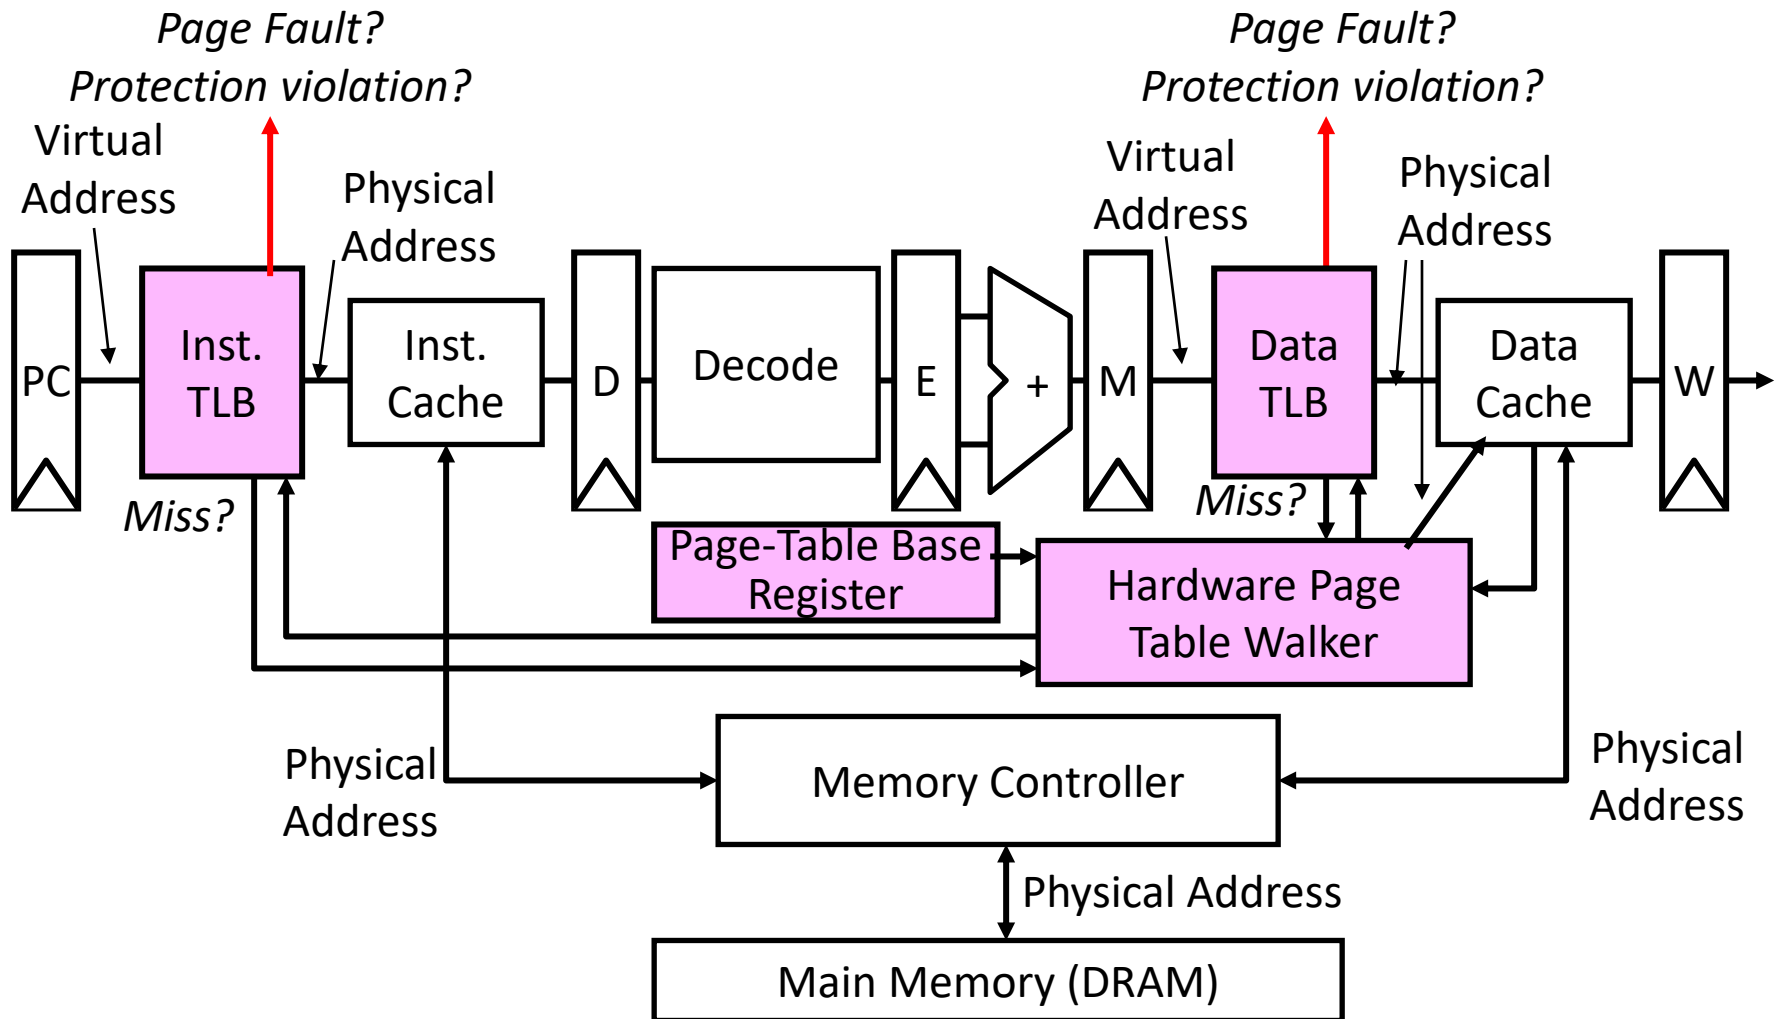 Page Fault?
Protection violation?
Page Fault?
Protection violation?
Virtual
Address
Physical
Address
Virtual
Address
Physical
Address
PC
Inst.
TLB
Inst.
Cache
D
Decode
E
+
M
Data
TLB
Data
Cache
W
Miss?
Miss?
Page-Table Base
Register
Hardware Page
Table Walker
Physical
Address
Memory Controller
Physical
Address
Physical Address
Main Memory (DRAM)